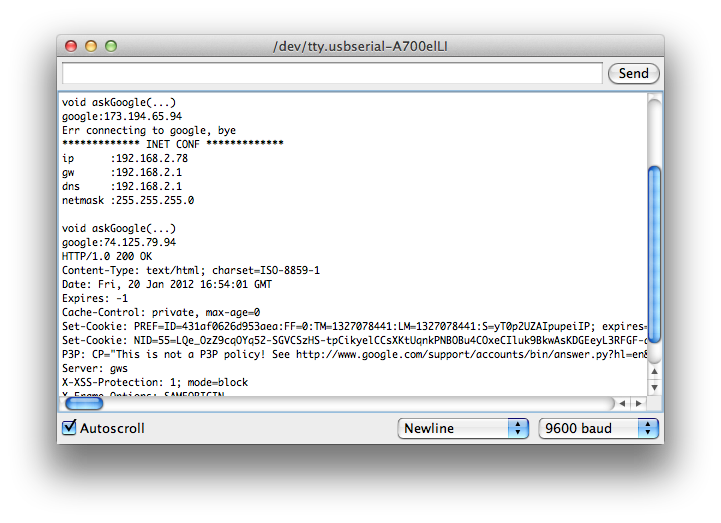 /dev/tty.usbserial-A700elLI
Send
void askGoogle(...)
google:173.194.65.94
Err connecting to google, bye
************* INET CONF *************
ip :192.168.2.78
gw :192.168.2.1
dns :192.168.2.1
netmask :255.255.255.0
void askGoogle(...)
google:74.125.79.94
HTTP/1.0 200 OK
Content-Type: text/html; charset=ISO-8859-1
Date: Fri, 20 Jan 2012 16:54:01 GMT
Expires: -1
Cache-Control: private, max-age=0
Set-Cookie: PREF=ID=431af0626d953aea:FF=0:TM=1327078441:LM=1327078441:S=yT0p2UZAIpupeiIP; expires=
Set-Cookie: NID=55=LQe_OzZ9cqOYq52-SGVCSzHS-tpCikyelCCsXKtUqnkPNBOBu4COxeCIluk9BkwAsKDGEeyL3RFGF-
P3P: CP="This is not a P3P policy! See http://www.google.com/support/accounts/bin/answer.py?hl=en&
Server: gws
X-XSS-Protection: 1; mode=block
X-Frame-Options: SAMEORIGIN
Autoscroll
Newline
9600 baud